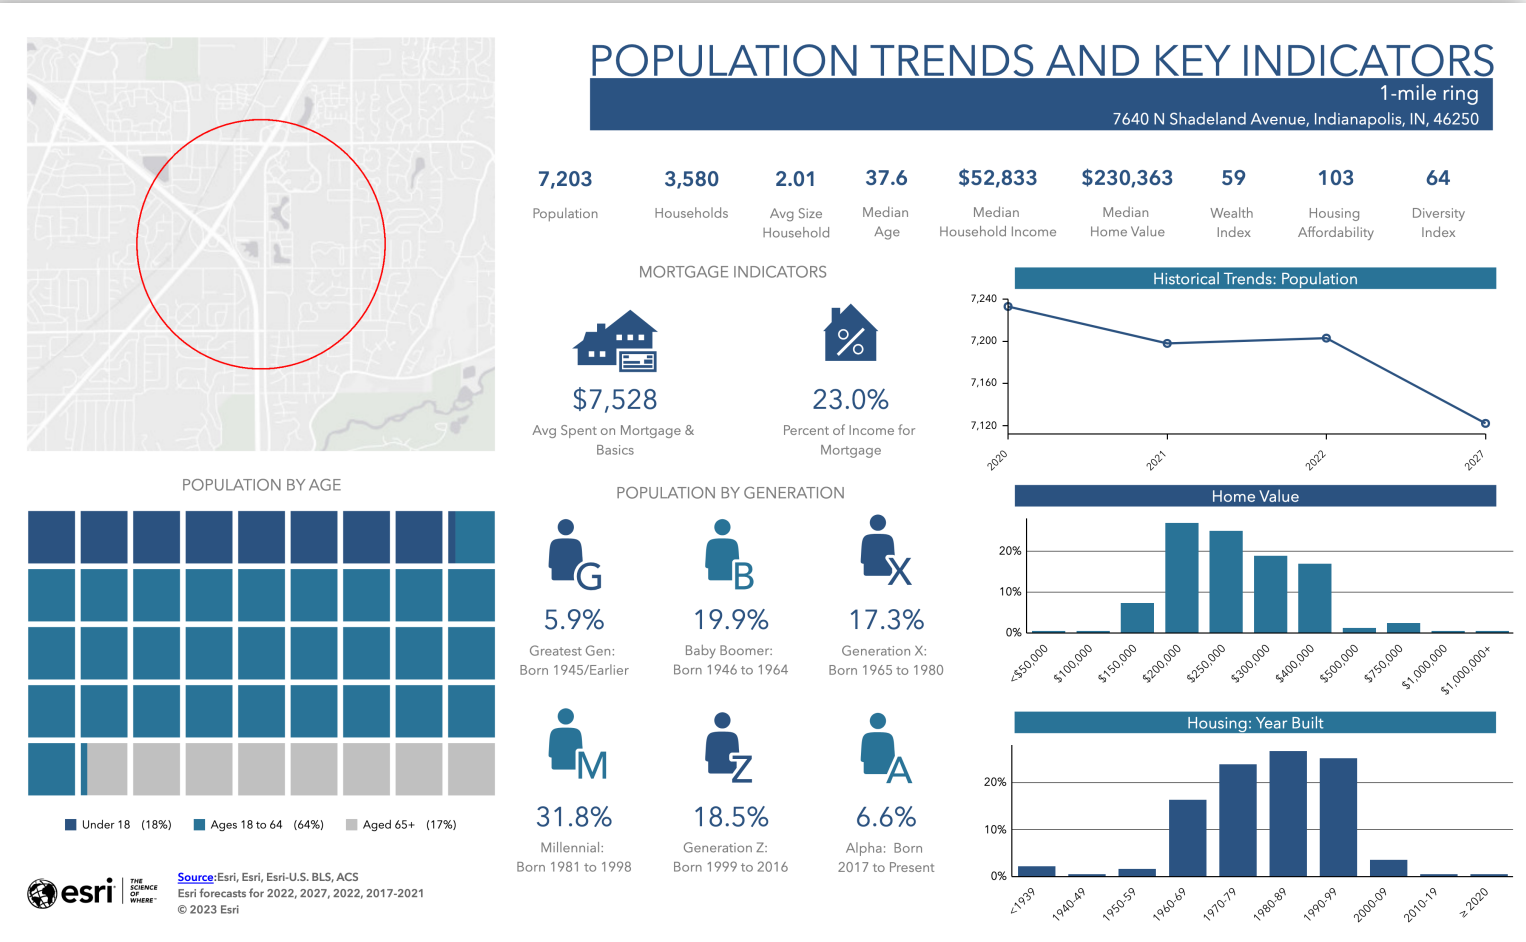 POPULATION TRENDS AND KEY INDICATORS
1-mile ring
7640 N Shadeland Avenue, Indianapolis, IN, 46250
7,203
Population
3,580
Households
2.01
Avg Size
Household
37.6
Median
Age
$52,833
Median
Household Income
$230,363
Median
Home Value
59
Wealth
Index
103
Housing
Affordability
64
Diversity
Index
MORTGAGE INDICATORS
$7,528
Avg Spent on Mortgage &
Basics
23.0%
Percent of Income for
Mortgage
Historical Trends: Population
7,240
7,200
7,160
7,120
2020
2021
2022
2027
POPULATION BY AGE
Under 18 (18%)
Ages 18 to 64 (64%)
Aged 65+ (17%)
POPULATION BY GENERATION
G
5.9%
Greatest Gen:
Born 1945/Earlier
B
19.9%
Baby Boomer:
Born 1946 to 1964
X
17.3%
Generation X:
Born 1965 to 1980
M
31.8%
Millennial:
Born 1981 to 1998
Z
18.5%
Generation Z:
Born 1999 to 2016
A
6.6%
Alpha: Born
2017 to Present
Home Value
20%
10%
0%
<$50,000
$100,000
$150,000
$200,000
$250,000
$300,000
$400,000
$500,000
$750,000
$1,000,000
$1,000,000+
Housing: Year Built
20%
10%
0%
<1939
1940-49
1950-59
1960-69
1970-79
1980-89
1990-99
2000-09
2010-19
≥ 2020
esri
THE
SCIENCE
OF
WHERE™
Source:Esri, Esri, Esri-U.S. BLS, ACS
Esri forecasts for 2022, 2027, 2022, 2017-2021
© 2023 Esri